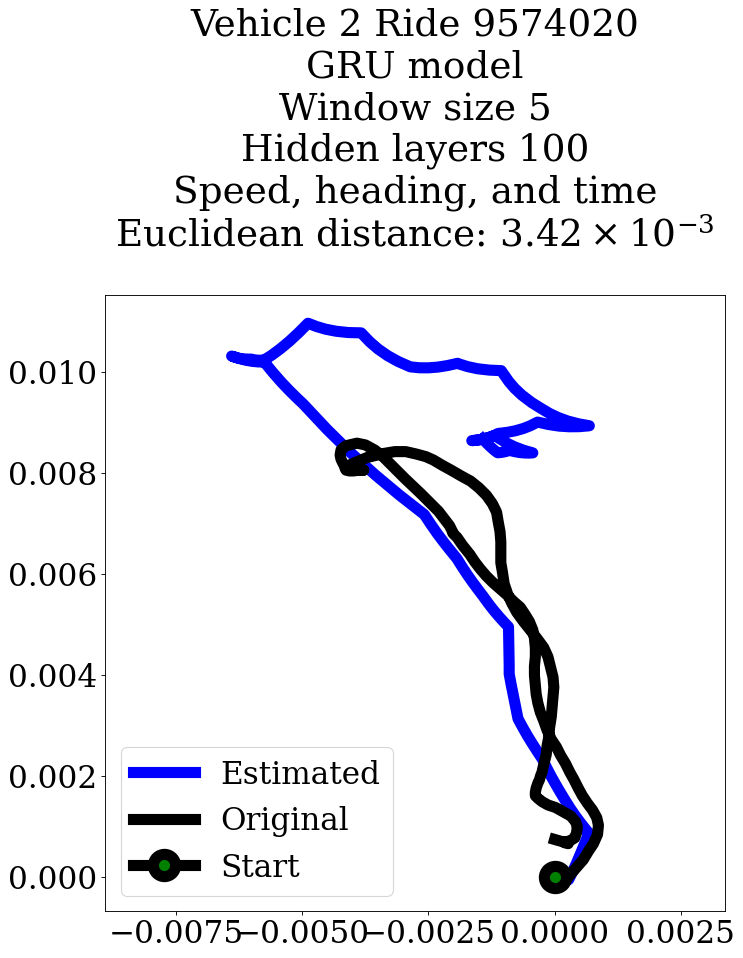 Vehicle 2 Ride 9574020
GRU model
Window size 5
Hidden layers 100
Speed, heading, and time
Euclidean distance: 3.42 × 10⁻³
0.010
0.008
0.006
0.004
0.002
0.000
Estimated
Original
Start
−0.0075 −0.0050 −0.0025 0.0000 0.0025